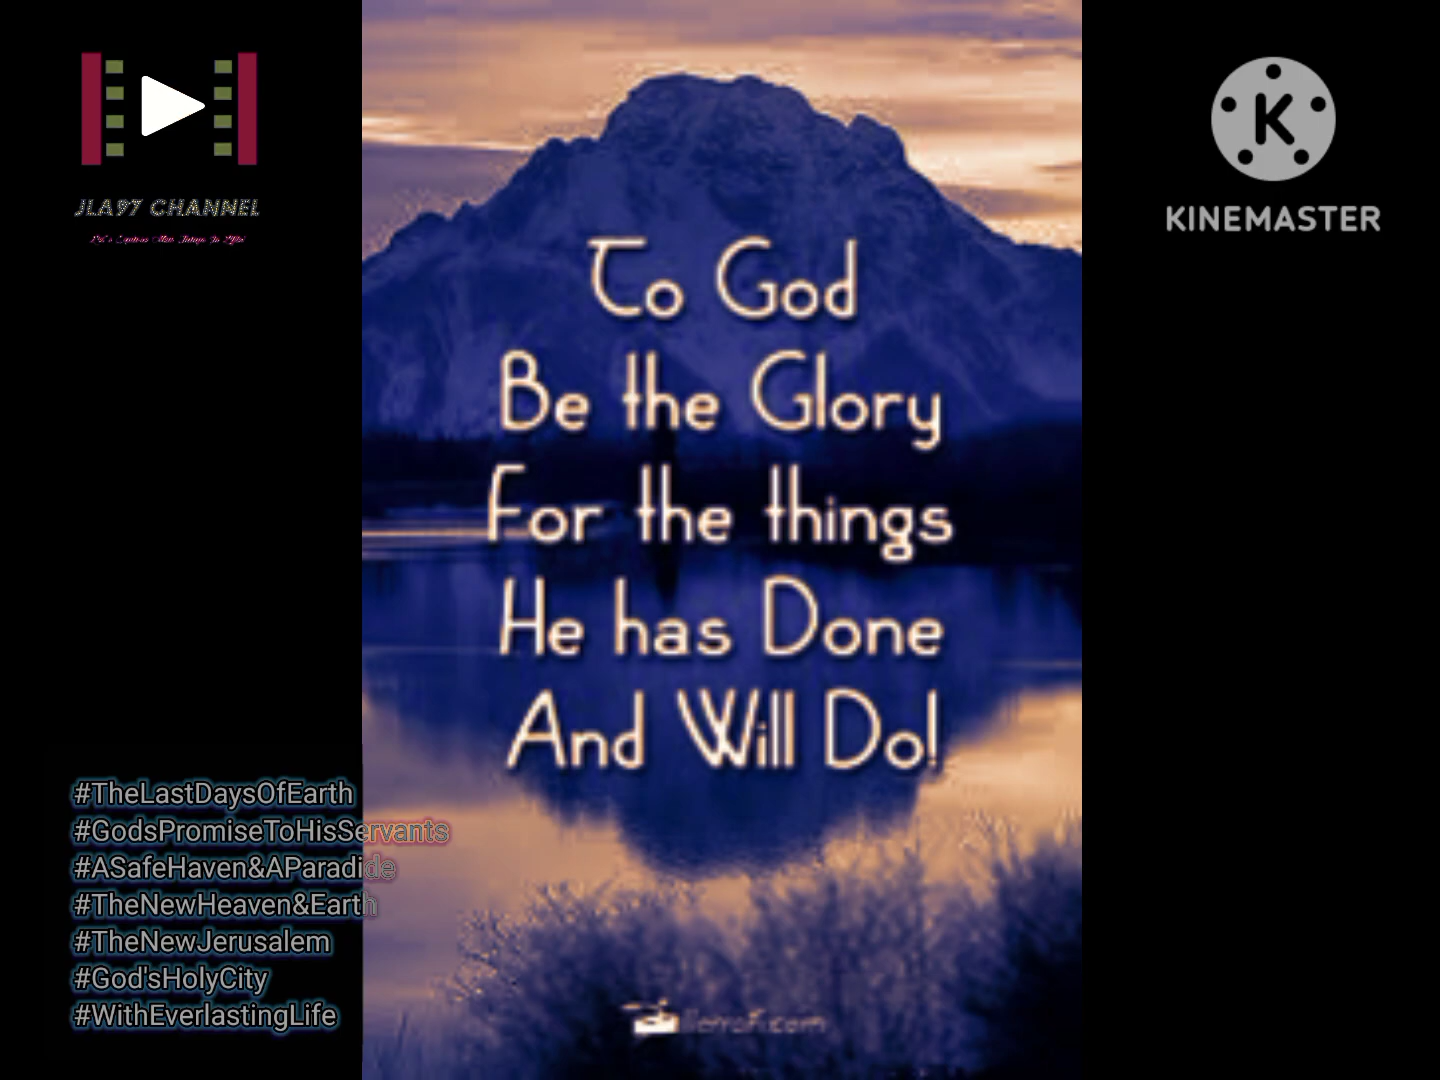 JLA97 CHANNEL
KINEMASTER
To God
Be the Glory
For the things
He has Done
And Will Do!
#TheLastDaysOfEarth
#GodsPromiseToHisServants
#ASafeHaven&AParadide
#TheNewHeaven&Earth
#TheNewJerusalem
#God'sHolyCity
#WithEverlastingLife